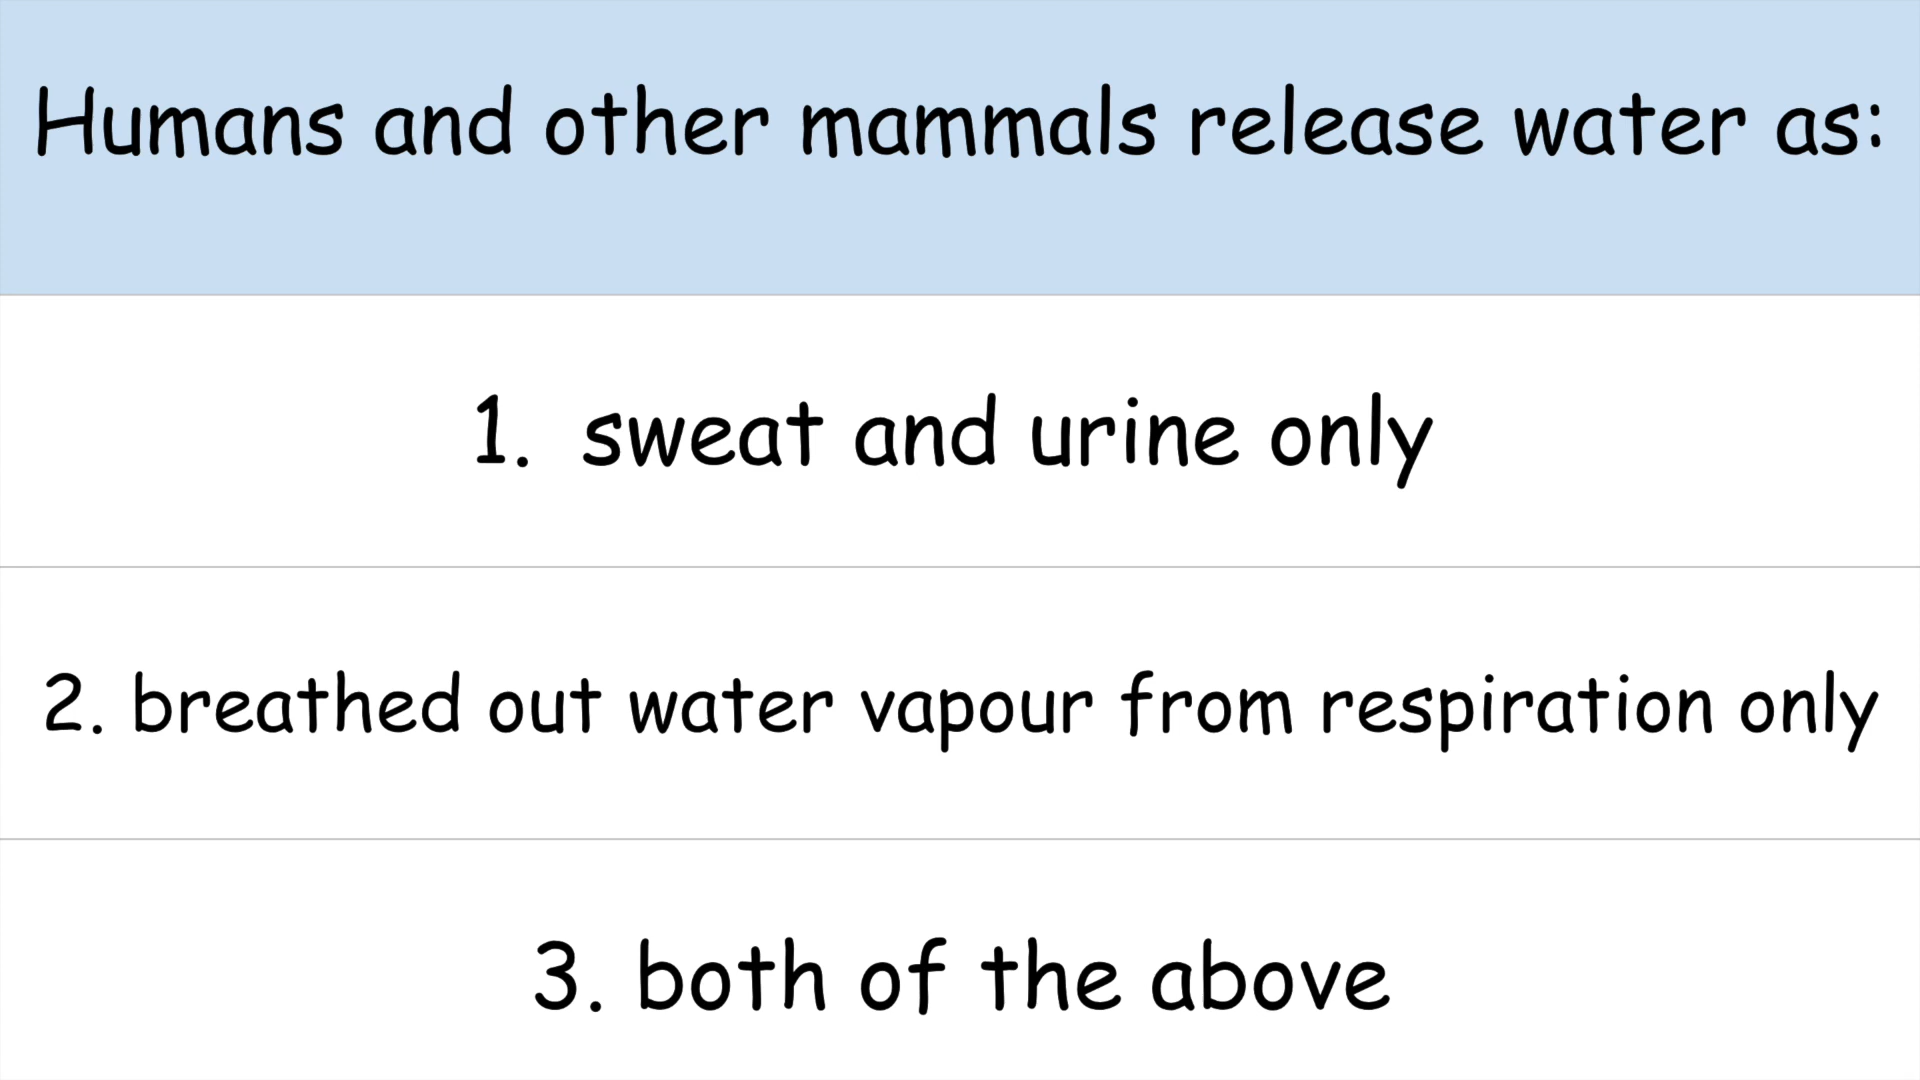 Humans and other mammals release water as:
1. sweat and urine only
2. breathed out water vapour from respiration only
3. both of the above